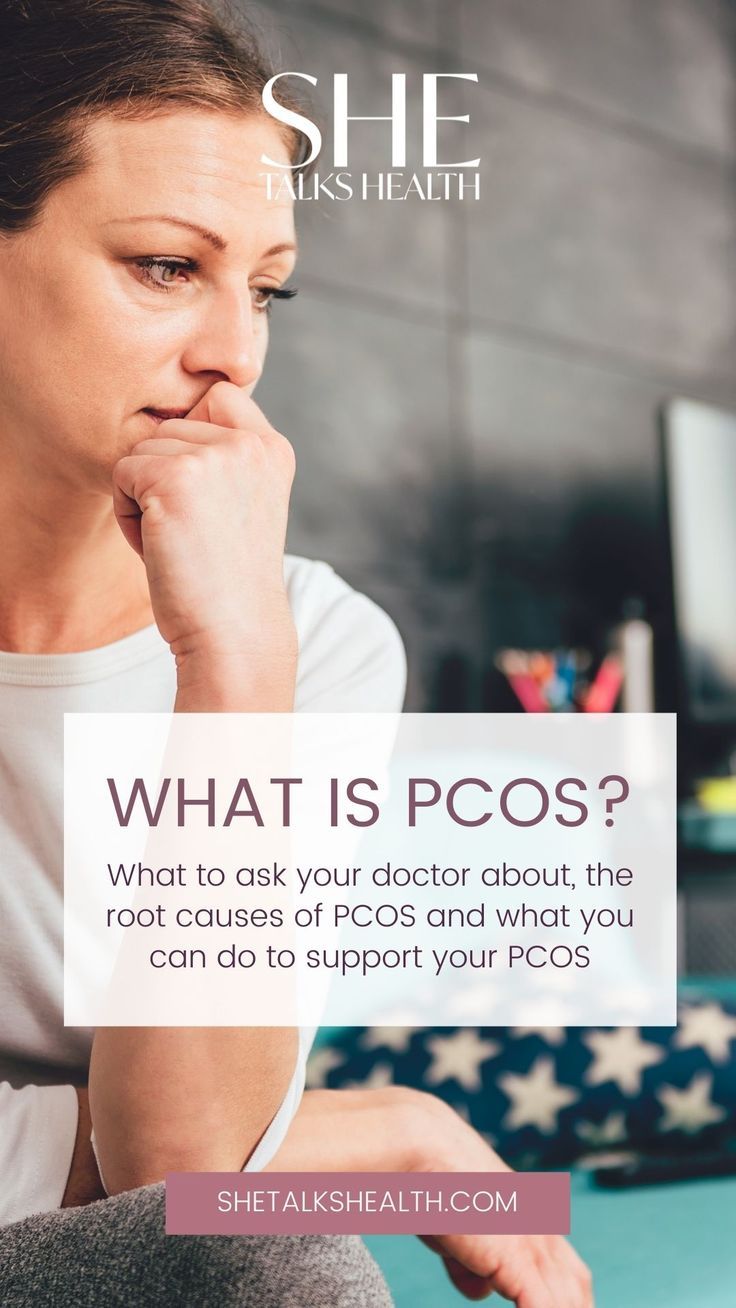 SHE
TALKS HEALTH
WHAT IS PCOS?
What to ask your doctor about, the
root causes of PCOS and what you
can do to support your PCOS
SHETALKSHEALTH.COM